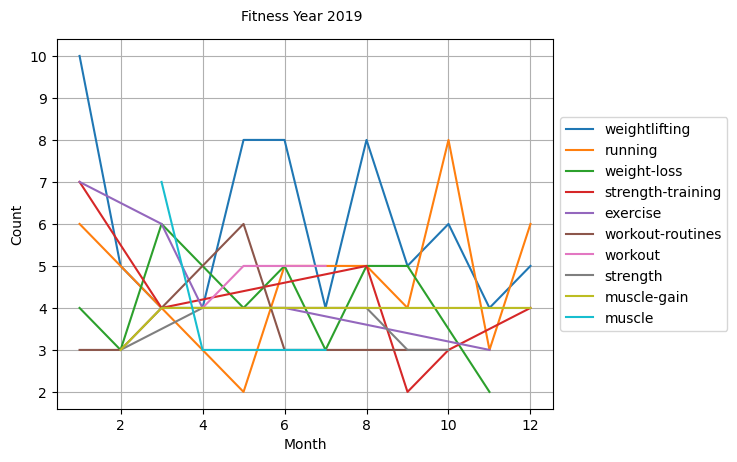 Fitness Year 2019
10
9
8
7
6
5
4
3
2
Count
2
4
6
8
10
12
Month
weightlifting
running
weight-loss
strength-training
exercise
workout-routines
workout
strength
muscle-gain
muscle